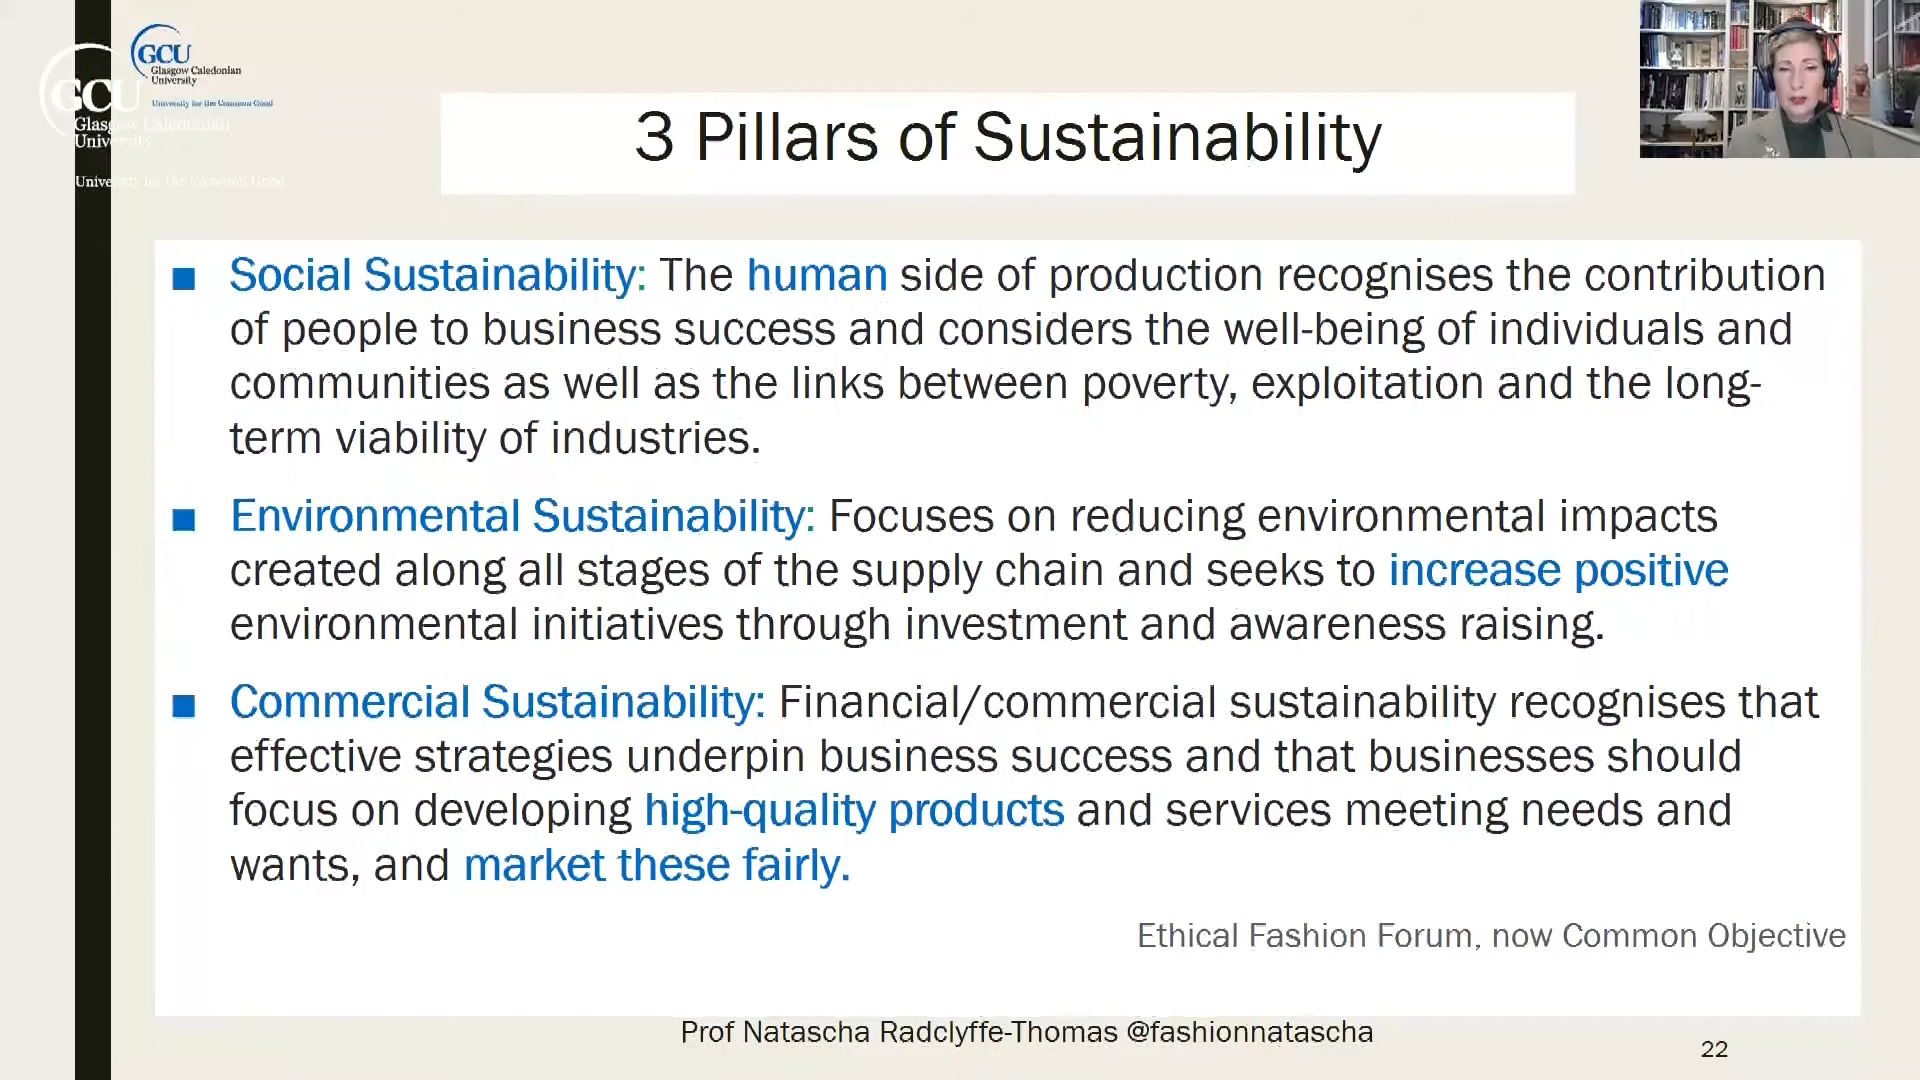 GCU
Glasgow Caledonian
University
University for the Common Good
GCU
Glasgow Caledonian
University
University for the Common Good
3 Pillars of Sustainability
■ Social Sustainability: The human side of production recognises the contribution
of people to business success and considers the well-being of individuals and
communities as well as the links between poverty, exploitation and the long-
term viability of industries.
■ Environmental Sustainability: Focuses on reducing environmental impacts
created along all stages of the supply chain and seeks to increase positive
environmental initiatives through investment and awareness raising.
■ Commercial Sustainability: Financial/commercial sustainability recognises that
effective strategies underpin business success and that businesses should
focus on developing high-quality products and services meeting needs and
wants, and market these fairly.
Ethical Fashion Forum, now Common Objective
Prof Natascha Radclyffe-Thomas @fashionnatascha
22